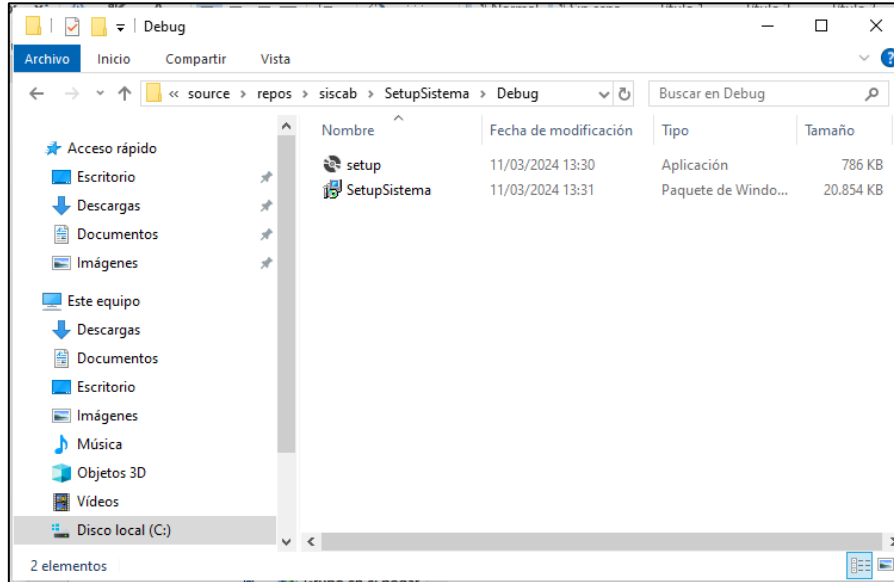 Debug
Archivo Inicio Compartir Vista
« source > repos > siscab > SetupSistema > Debug Buscar en Debug
Nombre Fecha de modificación Tipo Tamaño
setup 11/03/2024 13:30 Aplicación 786 KB
SetupSistema 11/03/2024 13:31 Paquete de Windo... 20.854 KB
Acceso rápido
Escritorio
Descargas
Documentos
Imágenes
Este equipo
Descargas
Documentos
Escritorio
Imágenes
Música
Objetos 3D
Vídeos
Disco local (C:)
2 elementos